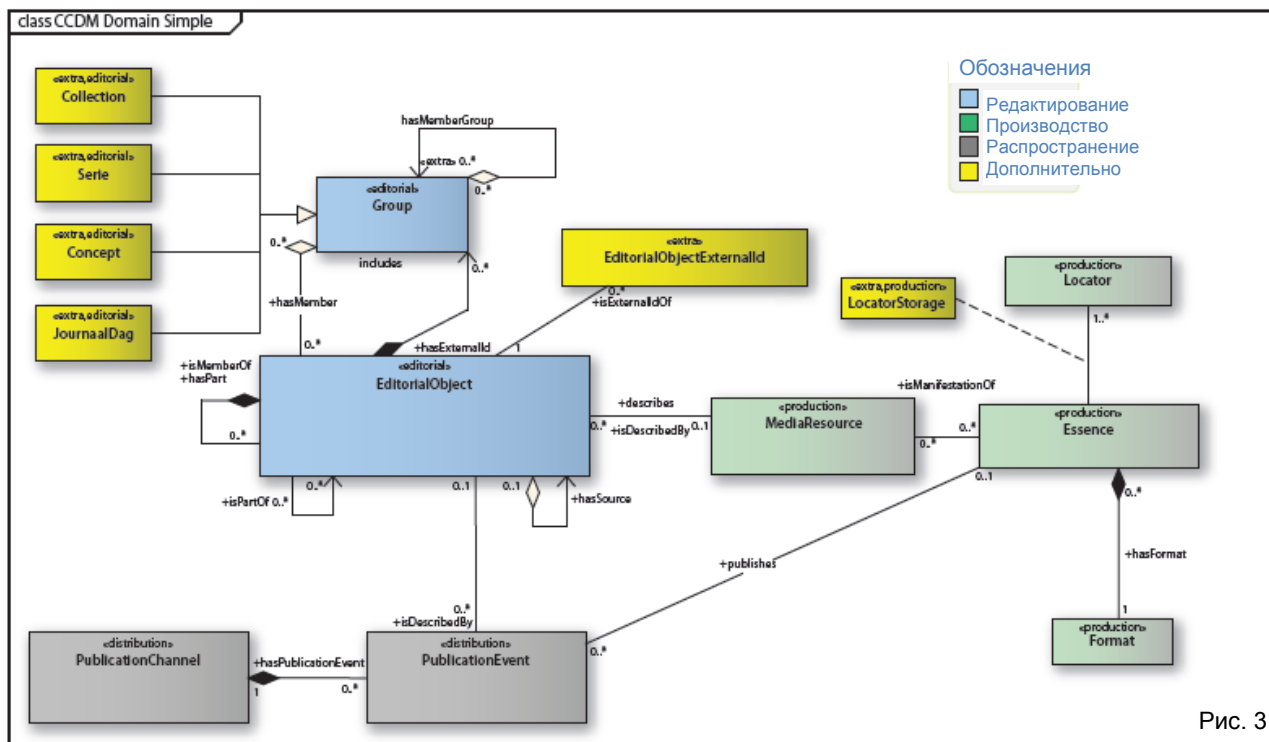 class CCDM Domain Simple
Обозначения
Редактирование
Производство
Распространение
Дополнительно
«extra,editorial»
Collection
«extra,editorial»
Serie
«extra,editorial»
Concept
«extra,editorial»
JournaalDag
hasMemberGroup
«extra» 0..*
0..*
«editorial»
Group
0..*
includes
0..*
+hasMember
0..*
«extra»
EditorialObjectExternalId
0..*
+isExternalIdOf
+hasExternalId
1
«extra,production»
LocatorStorage
«production»
Locator
1..*
+isMemberOf
+hasPart
0..*
«editorial»
EditorialObject
+describes
0..*
+isDescribedBy
0..1
«production»
MediaResource
+isManifestationOf
0..*
0..*
«production»
Essence
0..1
0..*
+isPartOf 0..*
0..*
0..1
0..1
+hasSource
+publishes
+hasFormat
1
«production»
Format
0..*
+isDescribedBy
«distribution»
PublicationChannel
+hasPublicationEvent
1
0..*
«distribution»
PublicationEvent
0..*
Рис. 3